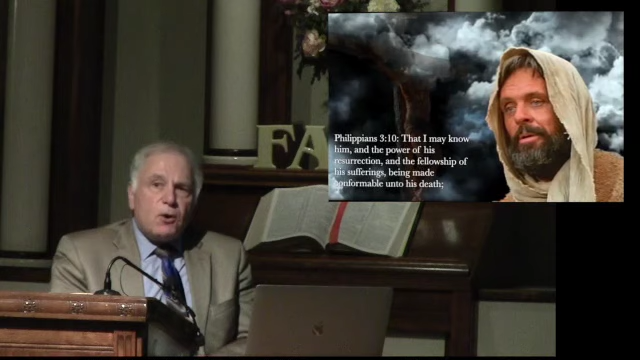 Philippians 3:10: That I may know
him, and the power of his
resurrection, and the fellowship of
his sufferings, being made
conformable unto his death;
FA